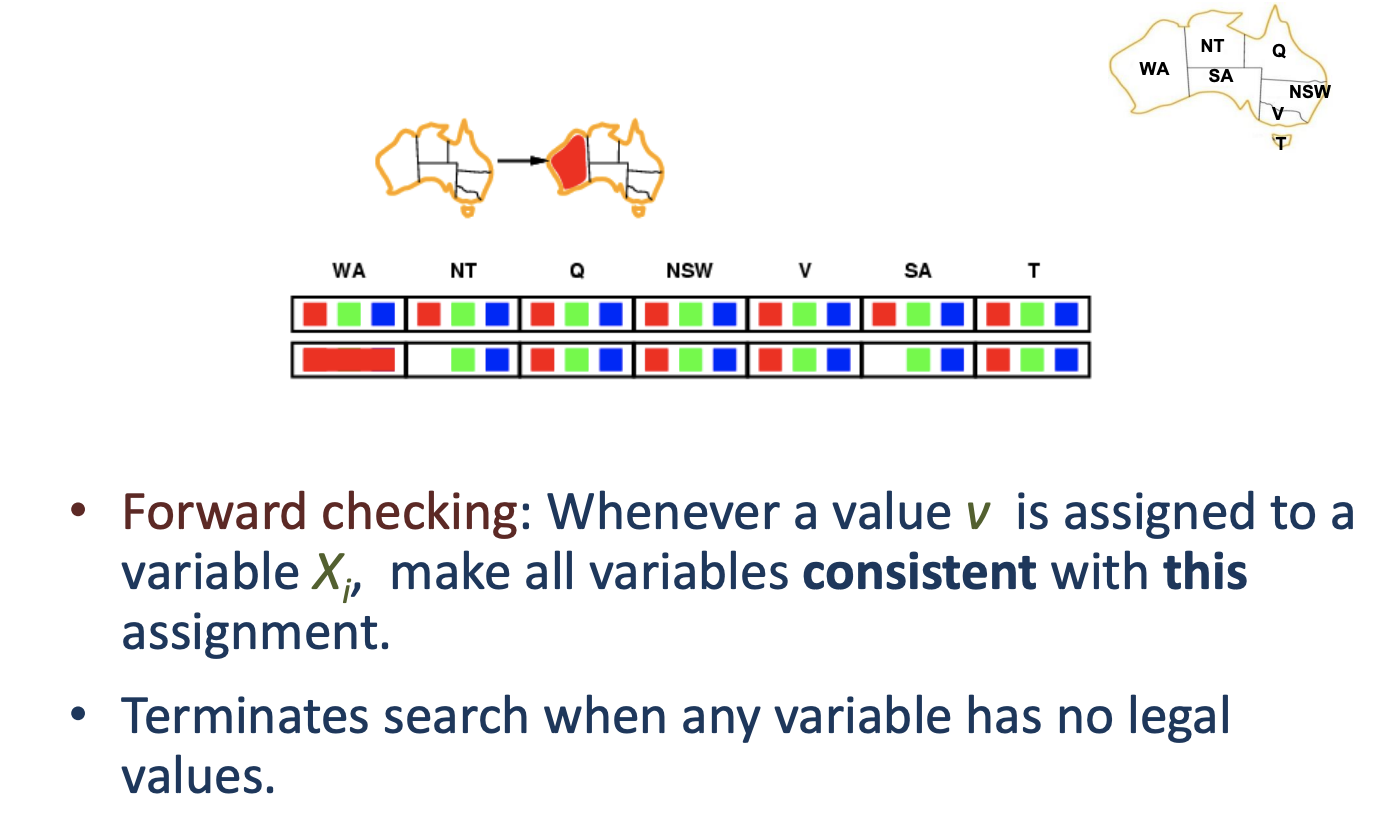 NT
Q
WA
SA
NSW
V
T
WA NT Q NSW V SA T
• Forward checking: Whenever a value v is assigned to a
variable Xi, make all variables consistent with this
assignment.
• Terminates search when any variable has no legal
values.